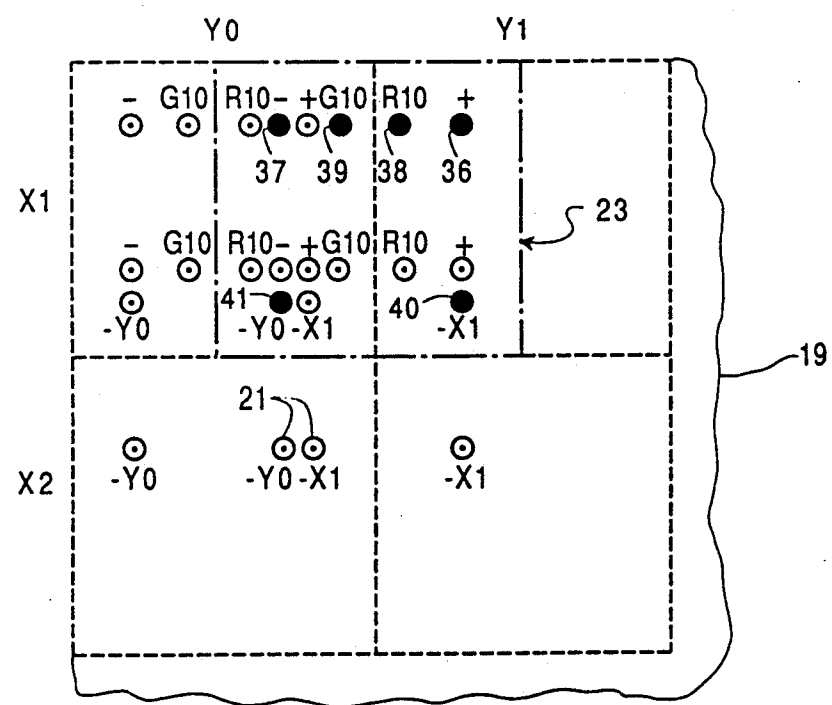 Y0 Y1
- G10 R10 - + G10 R10 +
37 39 38 36
X1
23
- G10 R10 - + G10 R10 +
41 40
-Y0 -Y0 -X1 -X1
19
21
X2 -Y0 -Y0 -X1 -X1